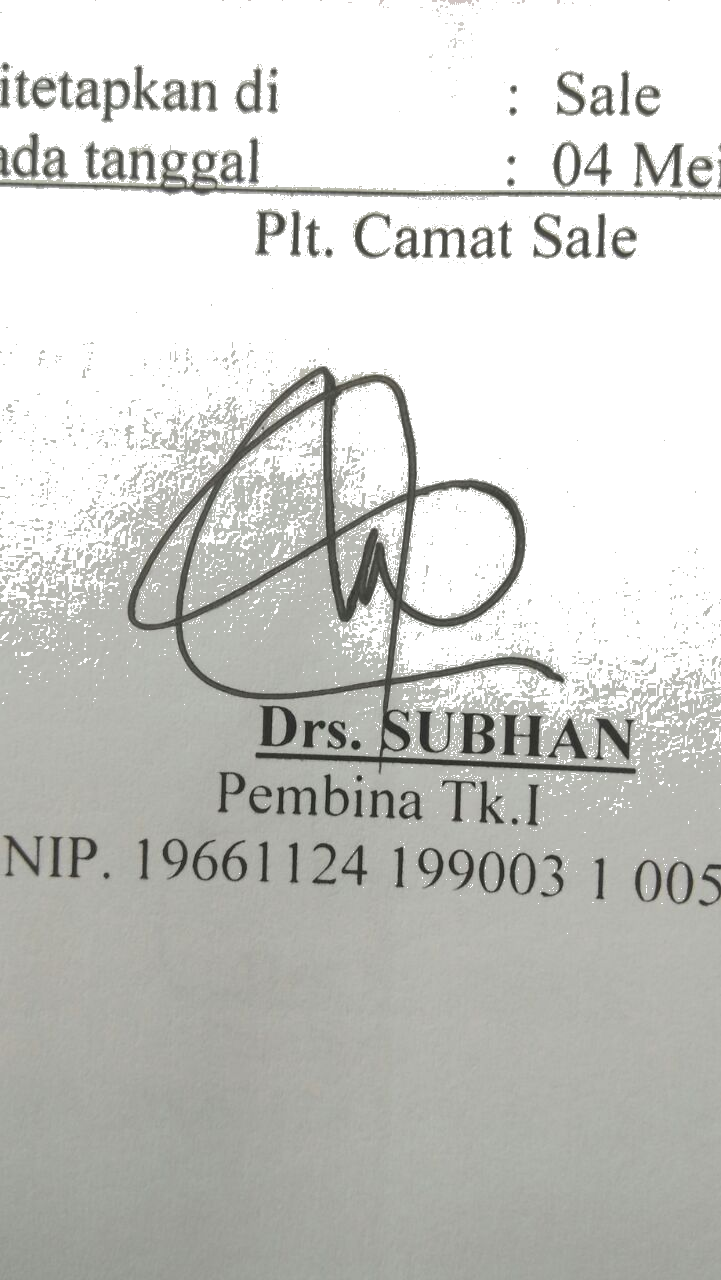 itetapkan di : Sale
ada tanggal : 04 Mei
Plt. Camat Sale
Drs. SUBHAN
Pembina Tk.I
NIP. 19661124 199003 1 005